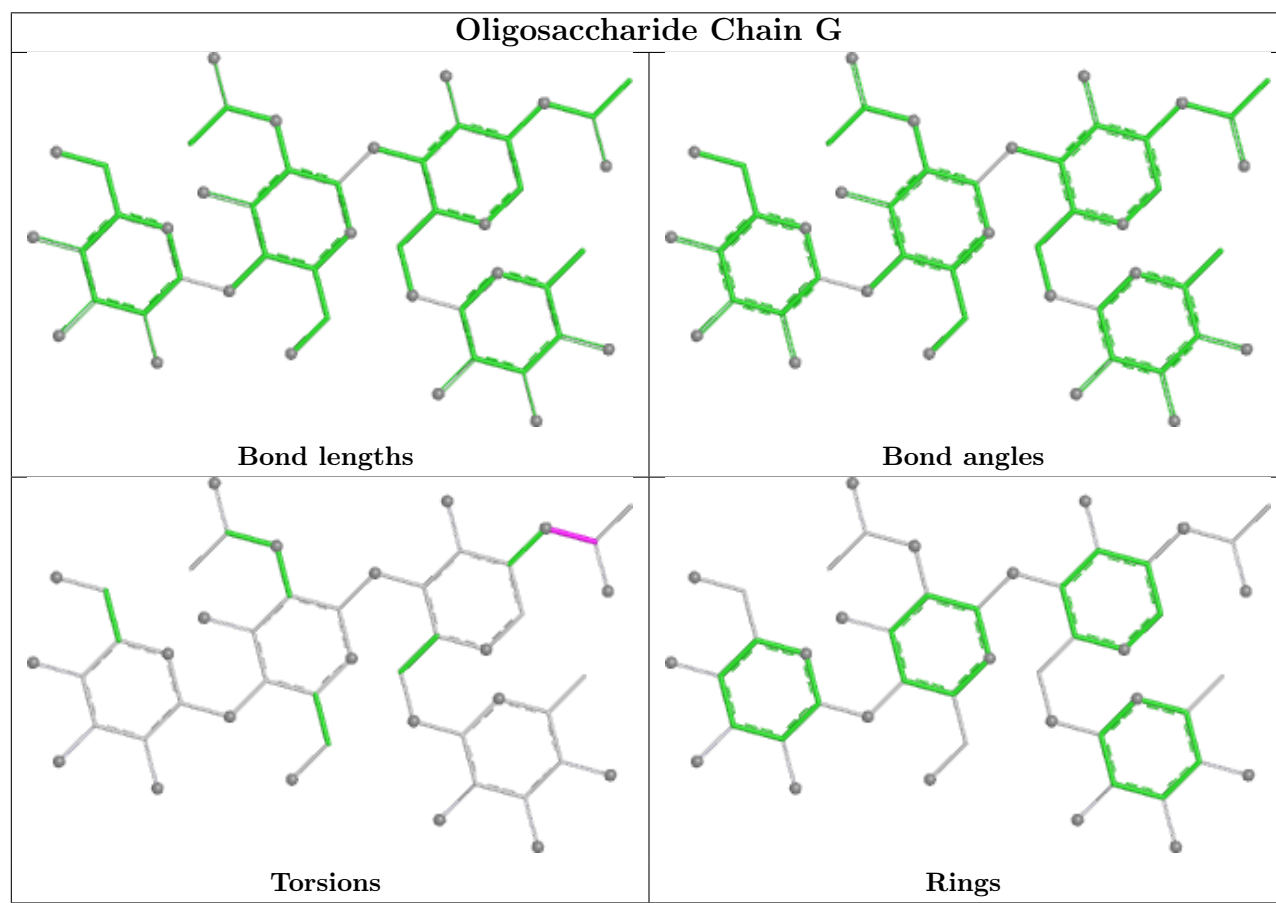 Oligosaccharide Chain G
Bond lengths
Bond angles
Torsions
Rings